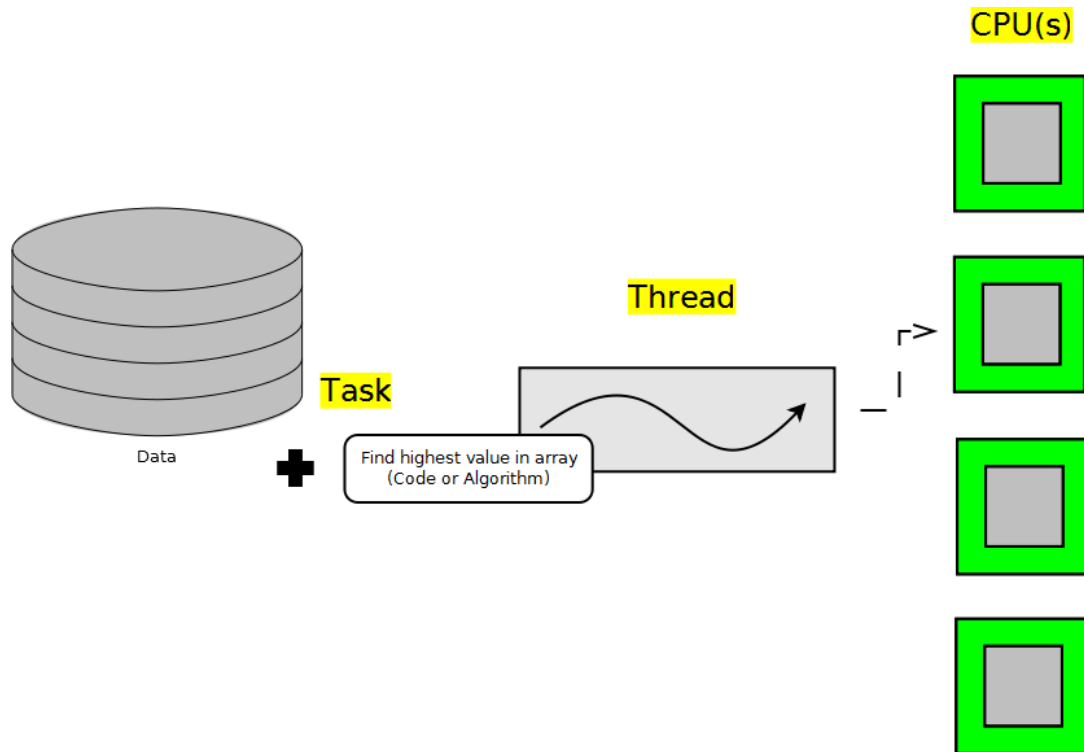 CPU(s)
Thread
Task
Data
Find highest value in array
(Code or Algorithm)